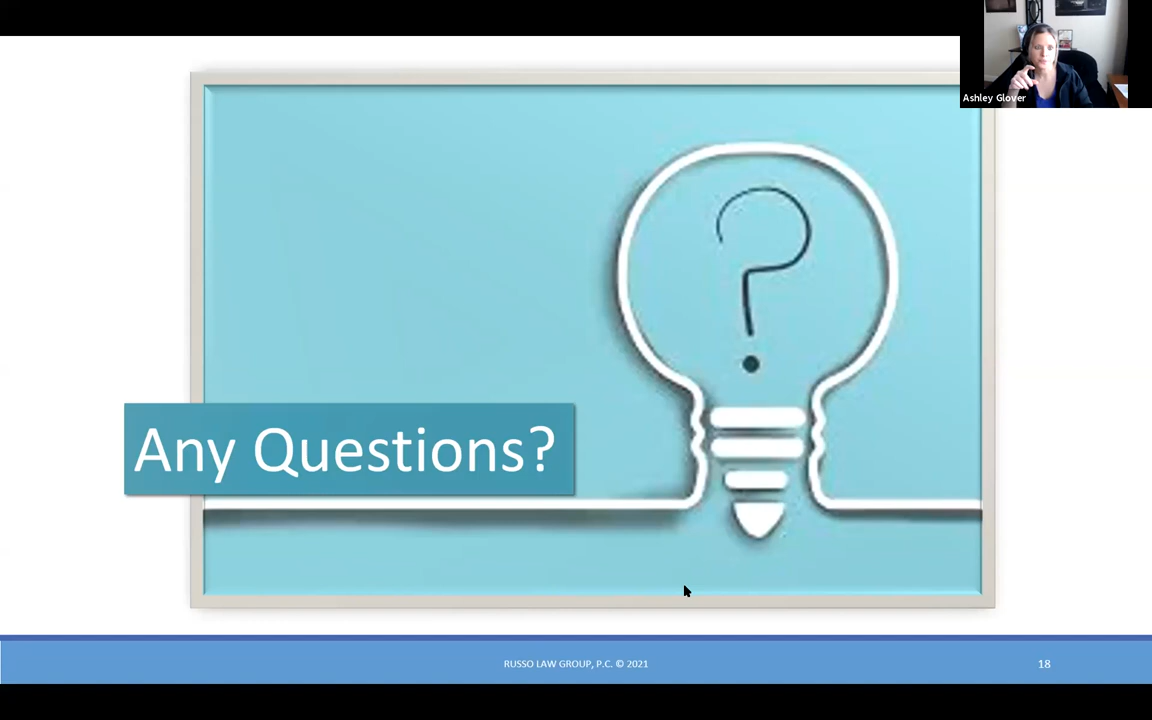 Ashley Glover
?
Any Questions?
RUSSO LAW GROUP, P.C. © 2021
18